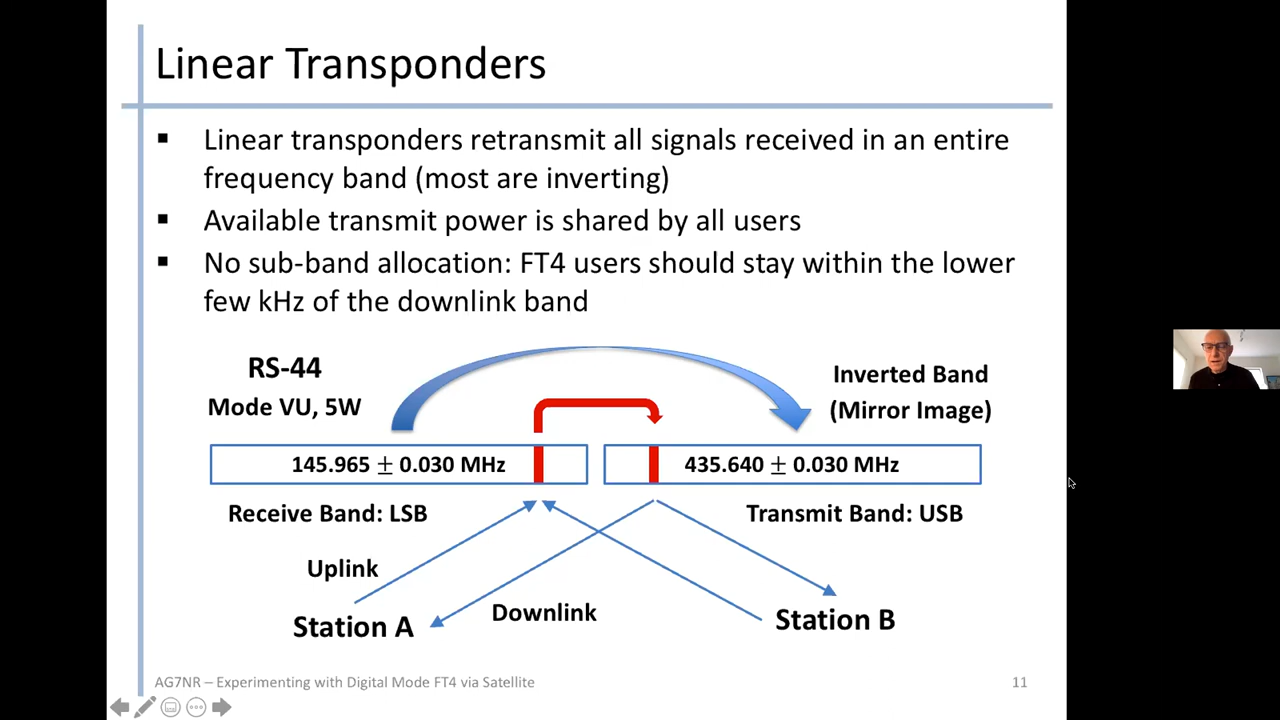 Linear Transponders
▪ Linear transponders retransmit all signals received in an entire
frequency band (most are inverting)
▪ Available transmit power is shared by all users
▪ No sub-band allocation: FT4 users should stay within the lower
few kHz of the downlink band
RS-44
Mode VU, 5W
Inverted Band
(Mirror Image)
145.965 ± 0.030 MHz
435.640 ± 0.030 MHz
Receive Band: LSB
Transmit Band: USB
Uplink
Downlink
Station A
Station B
AG7NR – Experimenting with Digital Mode FT4 via Satellite
11